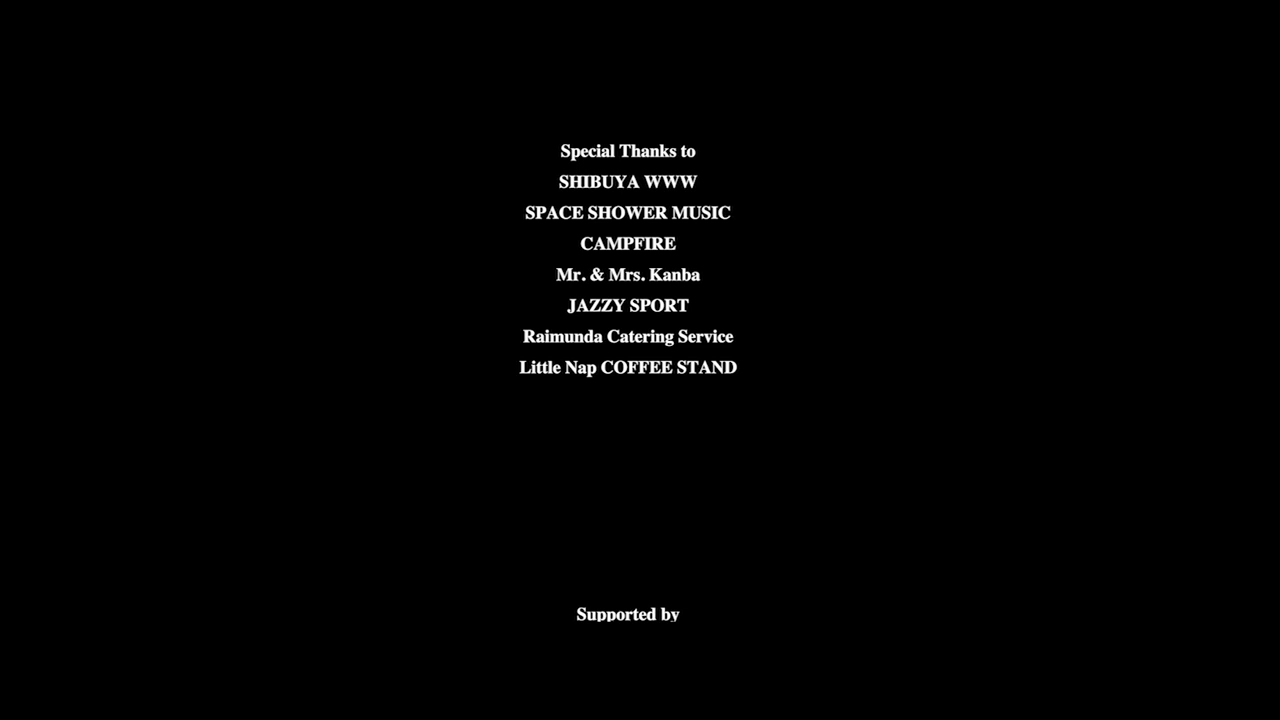 Special Thanks to
SHIBUYA WWW
SPACE SHOWER MUSIC
CAMPFIRE
Mr. & Mrs. Kanba
JAZZY SPORT
Raimunda Catering Service
Little Nap COFFEE STAND
Supported by